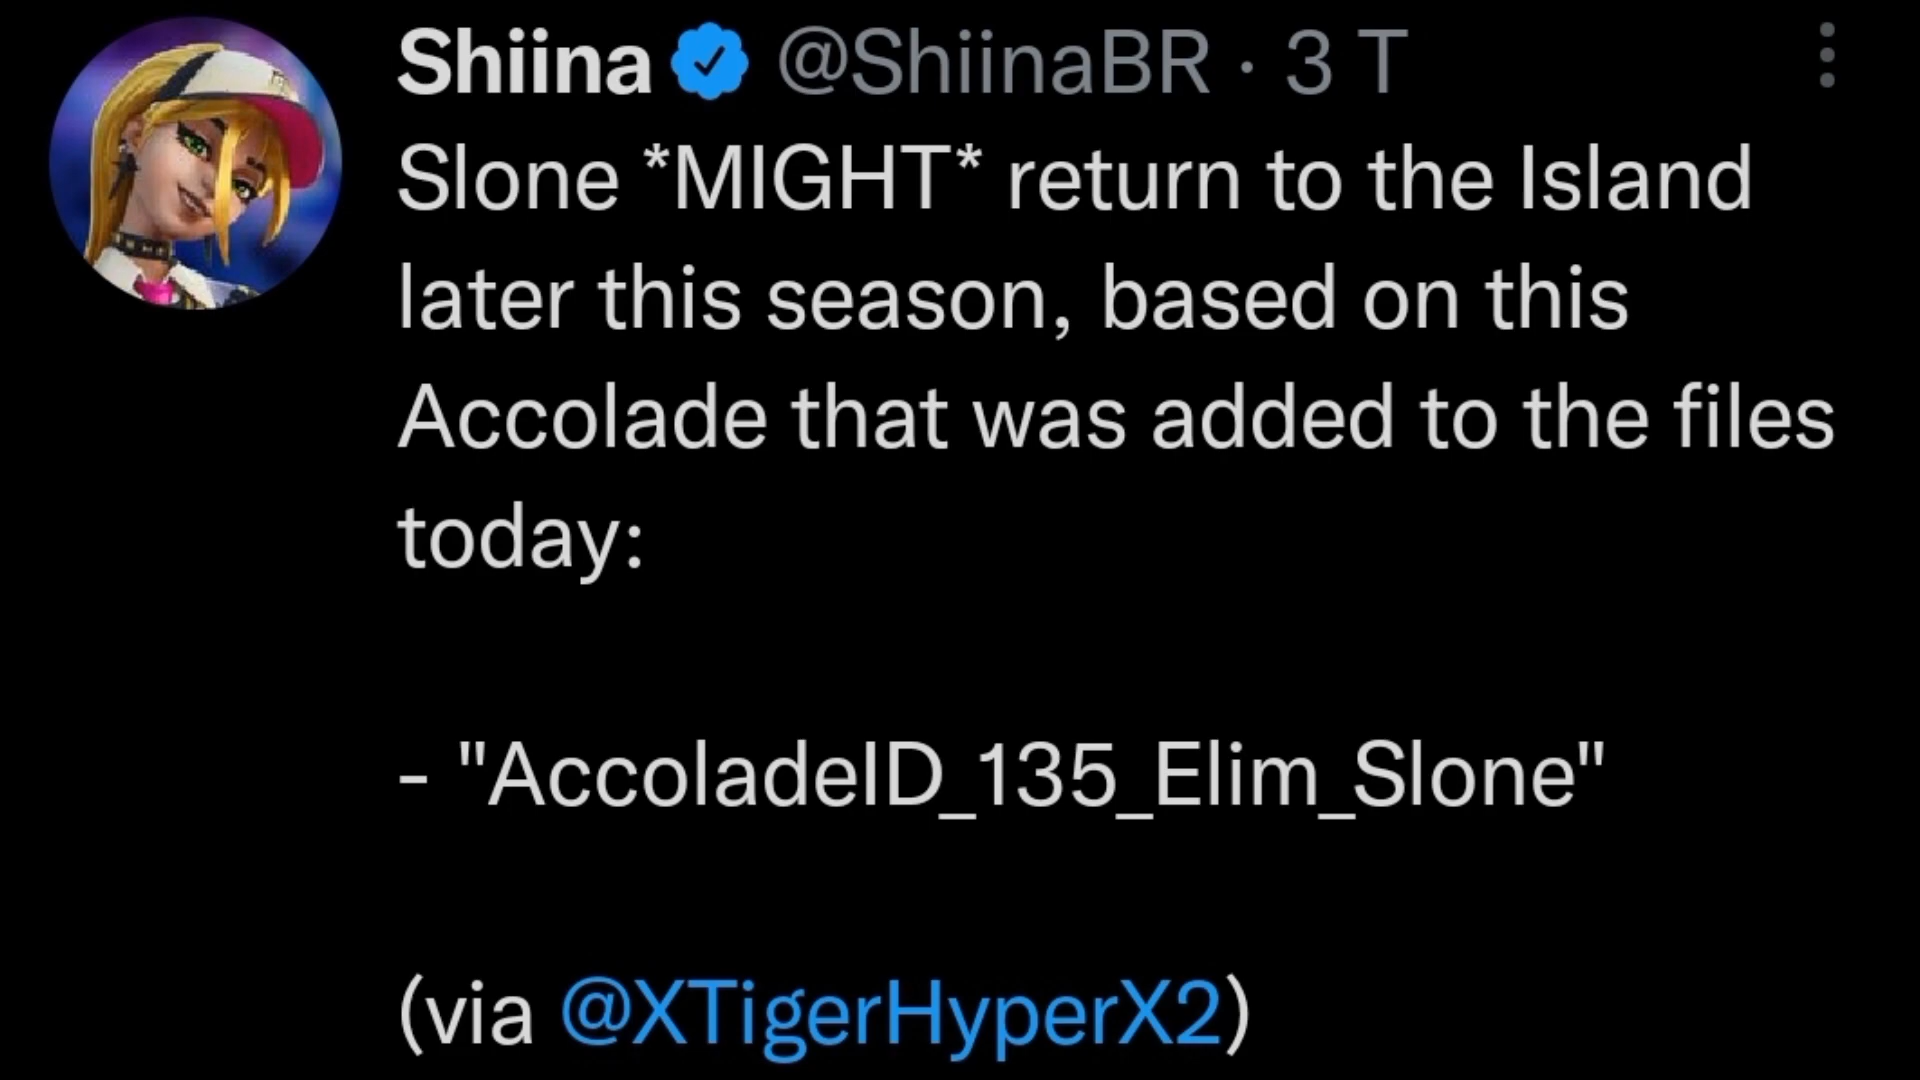 Shiina @ShiinaBR · 3 T
Slone *MIGHT* return to the Island
later this season, based on this
Accolade that was added to the files
today:
- "AccoladeID_135_Elim_Slone"
(via @XTigerHyperX2)